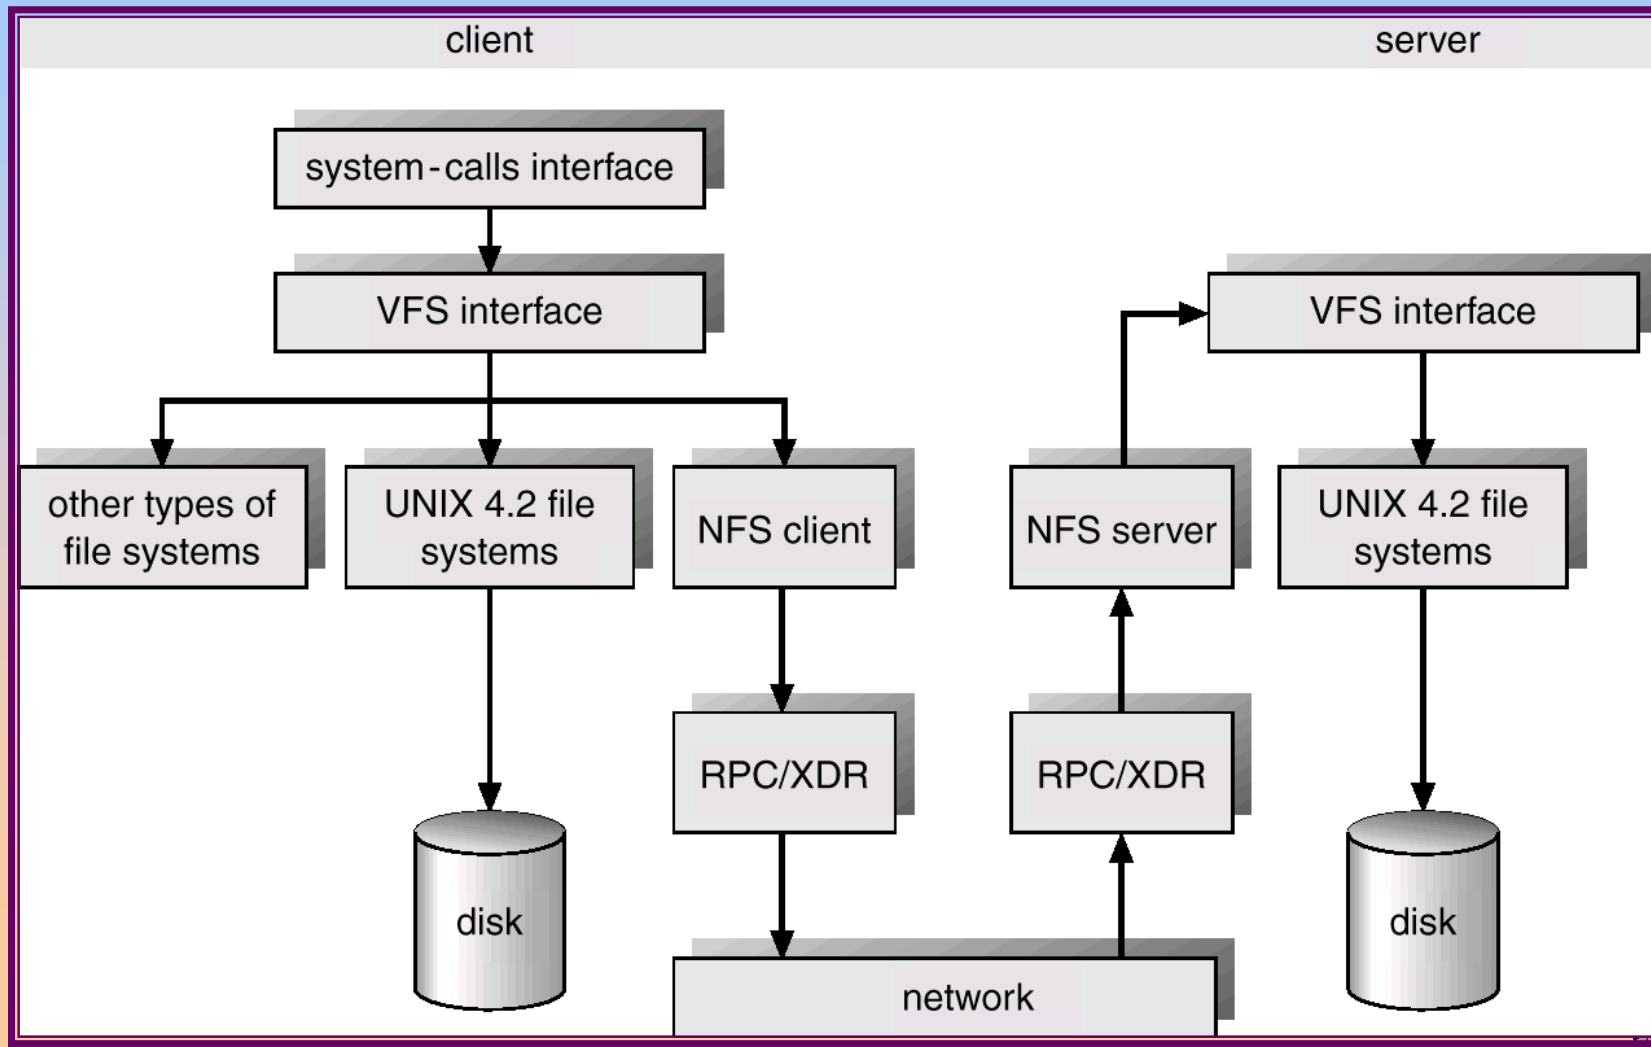 client
server
system-calls interface
VFS interface
VFS interface
other types of
file systems
UNIX 4.2 file
systems
NFS client
NFS server
UNIX 4.2 file
systems
RPC/XDR
RPC/XDR
disk
disk
network